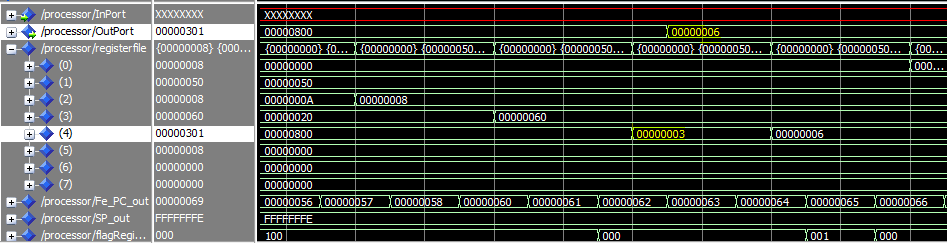 /processor/InPort XXXXXXXX XXXXXXXX
/processor/OutPort 00000301 00000800 00000006
/processor/registerfile {00000008} {000... {00000000} {0... {00000000} {00000050... {00000000} {00000050... {00000000} {00000050... {00000000} {00000050... {000...
(0) 00000008 00000000 000...
(1) 00000050 00000050
(2) 00000008 0000000A 00000008
(3) 00000060 00000020 00000060
(4) 00000301 00000800 00000003 00000006
(5) 00000008 00000000
(6) 00000000 00000000
(7) 00000000 00000000
/processor/Fe_PC_out 00000069 00000056 00000057 00000058 00000060 00000061 00000062 00000063 00000064 00000065 00000066
/processor/SP_out FFFFFFFE FFFFFFFE
/processor/flagRegi... 000 100 000 001 000